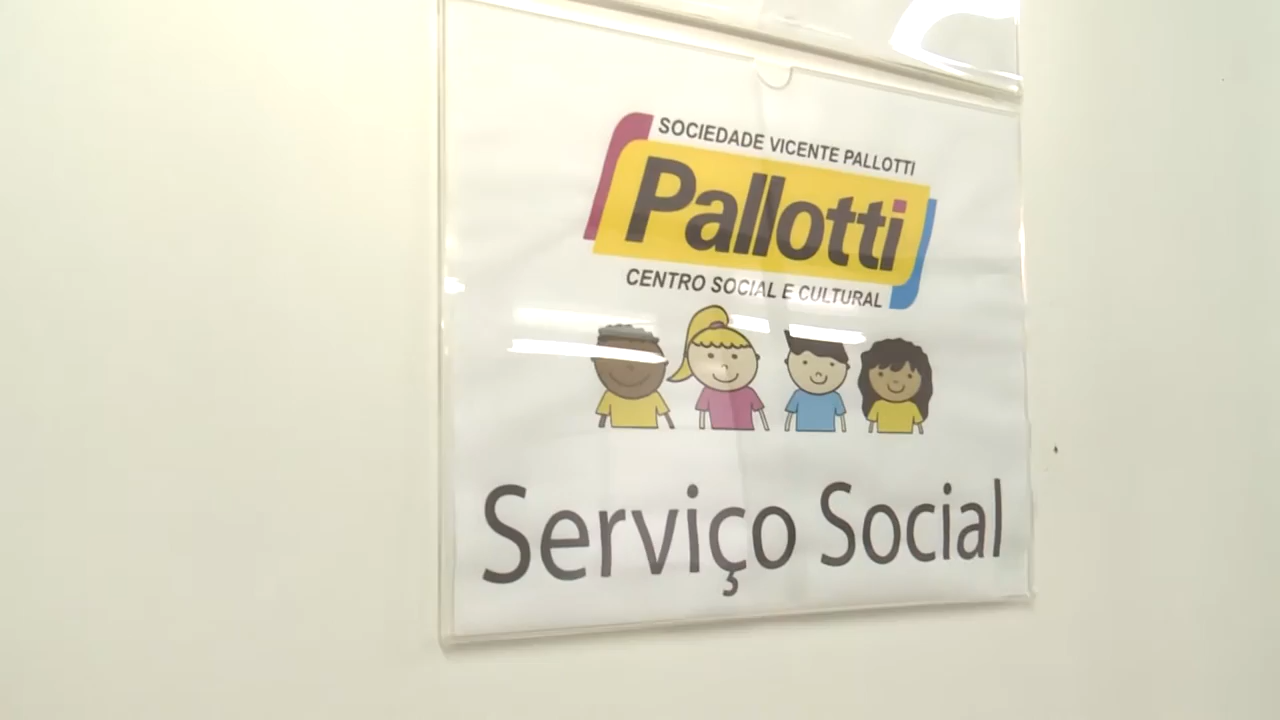 SOCIEDADE VICENTE PALLOTTI
Pallotti
CENTRO SOCIAL E CULTURAL
Serviço Social